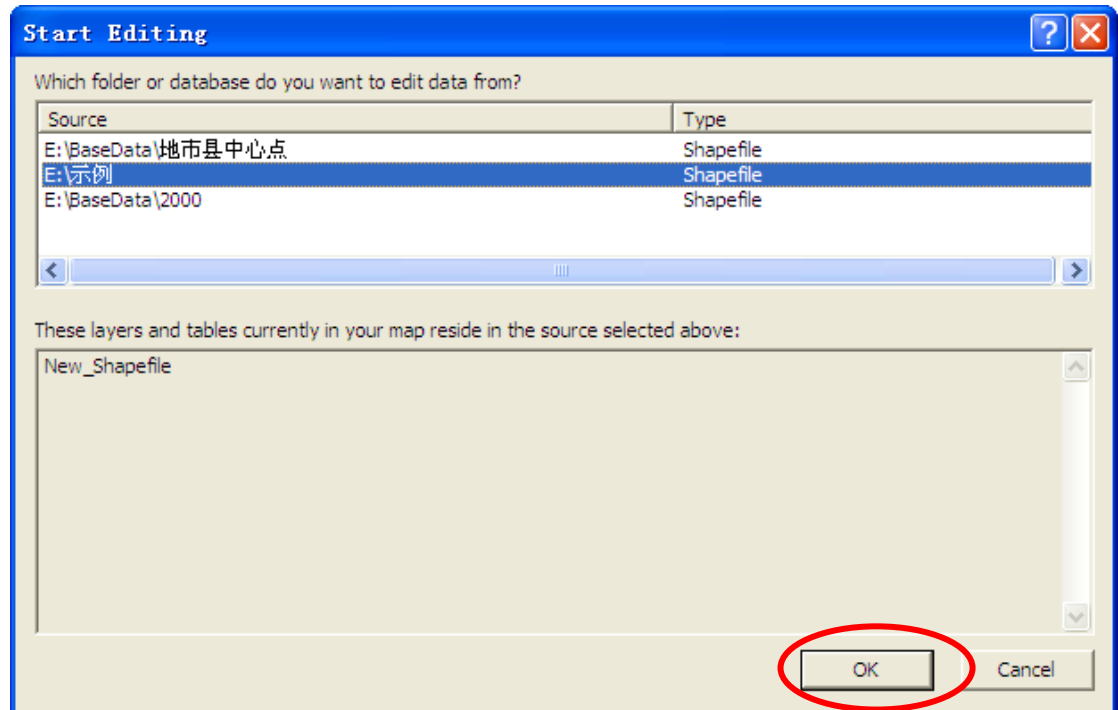 Start Editing
Which folder or database do you want to edit data from?
Source Type
E:\BaseData\地市县中心点 Shapefile
E:\示例 Shapefile
E:\BaseData\2000 Shapefile
These layers and tables currently in your map reside in the source selected above:
New_Shapefile
OK Cancel